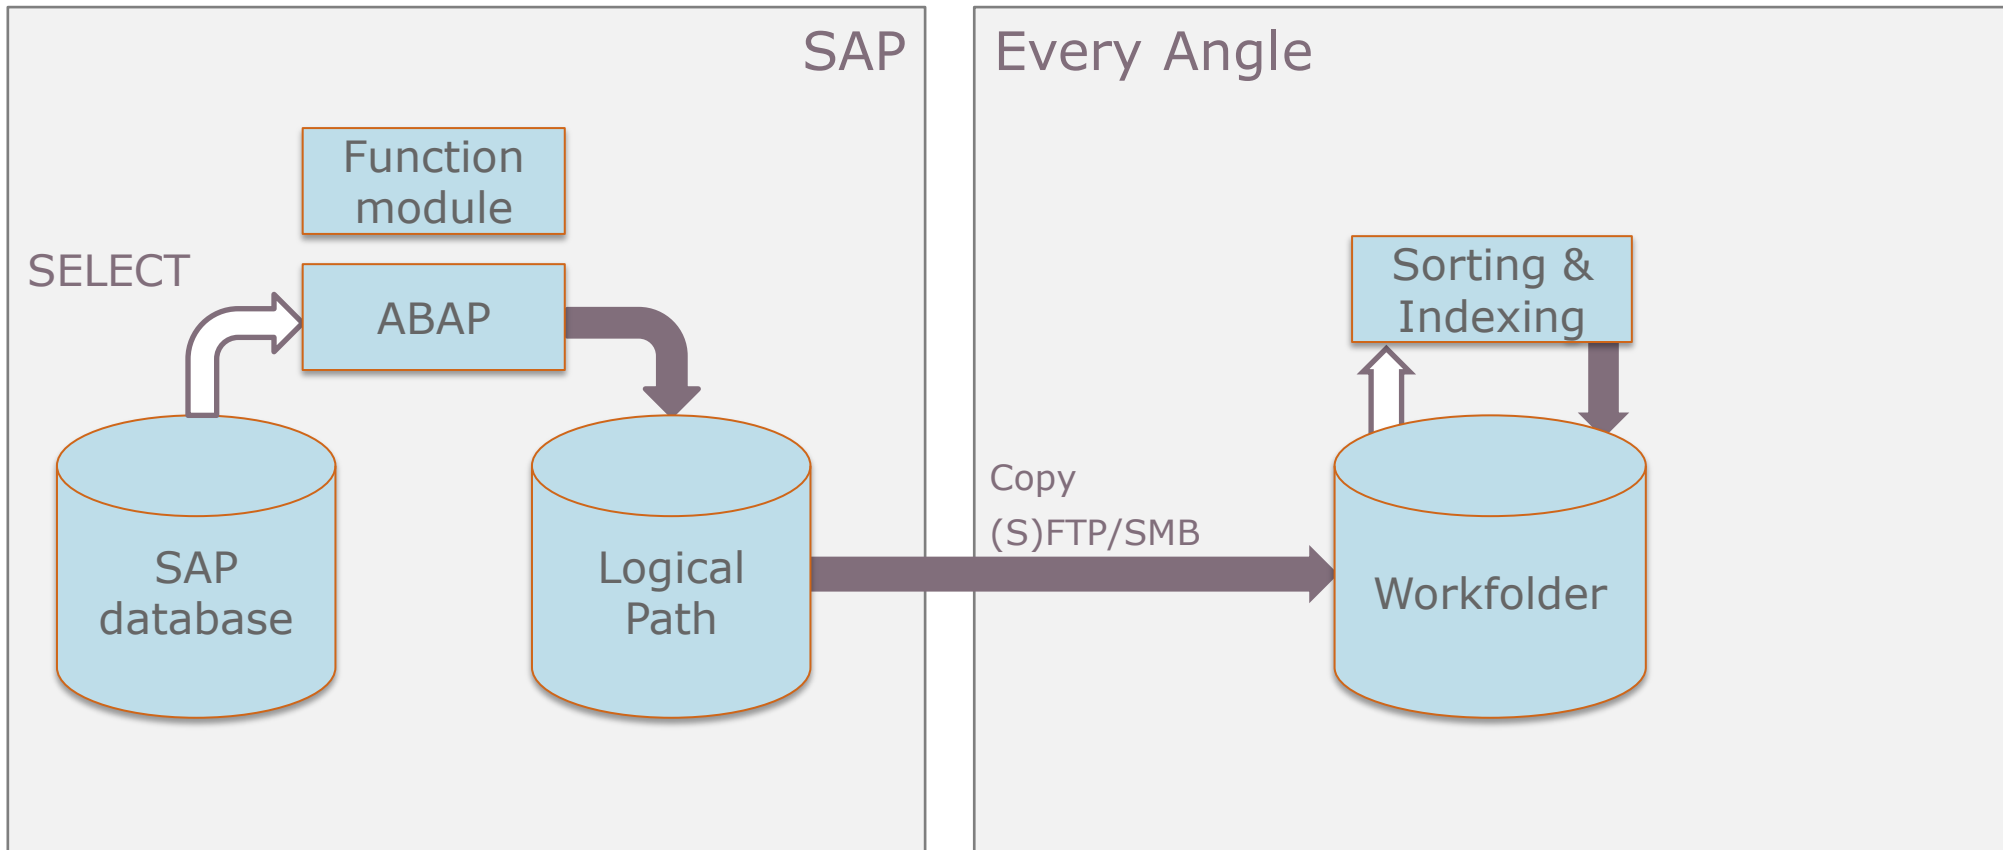 SAP
Function
module
SELECT
ABAP
SAP
database
Logical
Path
Every Angle
Sorting &
Indexing
Copy
(S)FTP/SMB
Workfolder